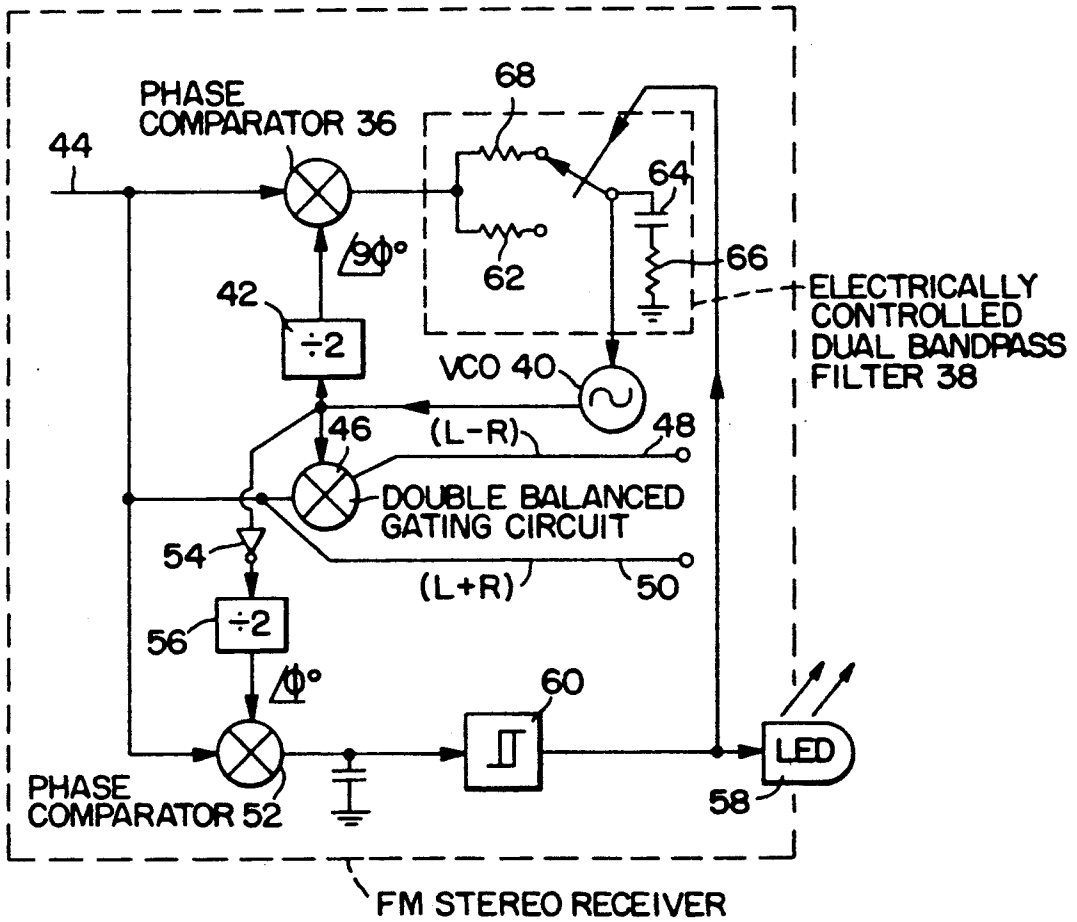 PHASE
COMPARATOR 36
44
68
64
62
66
90°
42
÷2
ELECTRICALLY
CONTROLLED
DUAL BANDPASS
FILTER 38
VCO 40
46
(L-R)
48
DOUBLE BALANCED
GATING CIRCUIT
54
(L+R)
50
56
÷2
0°
60
LED
58
PHASE
COMPARATOR 52
FM STEREO RECEIVER